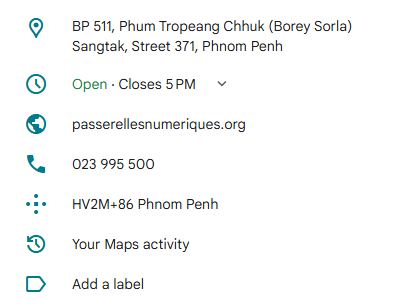 BP 511, Phum Tropeang Chhuk (Borey Sorla)
Sangtak, Street 371, Phnom Penh
Open · Closes 5 PM
passerellesnumeriques.org
023 995 500
HV2M+86 Phnom Penh
Your Maps activity
Add a label